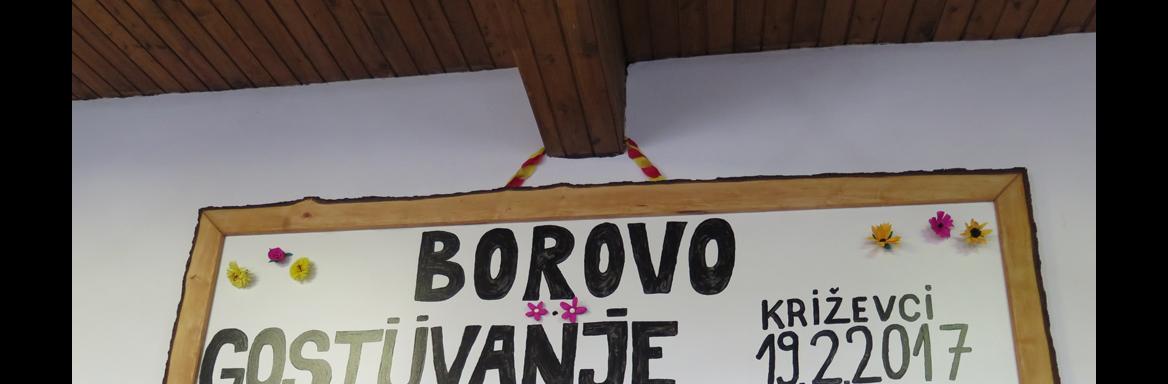 BOROVO
GOSTÜVANJE
KRIŽEVCI
19.2.2017